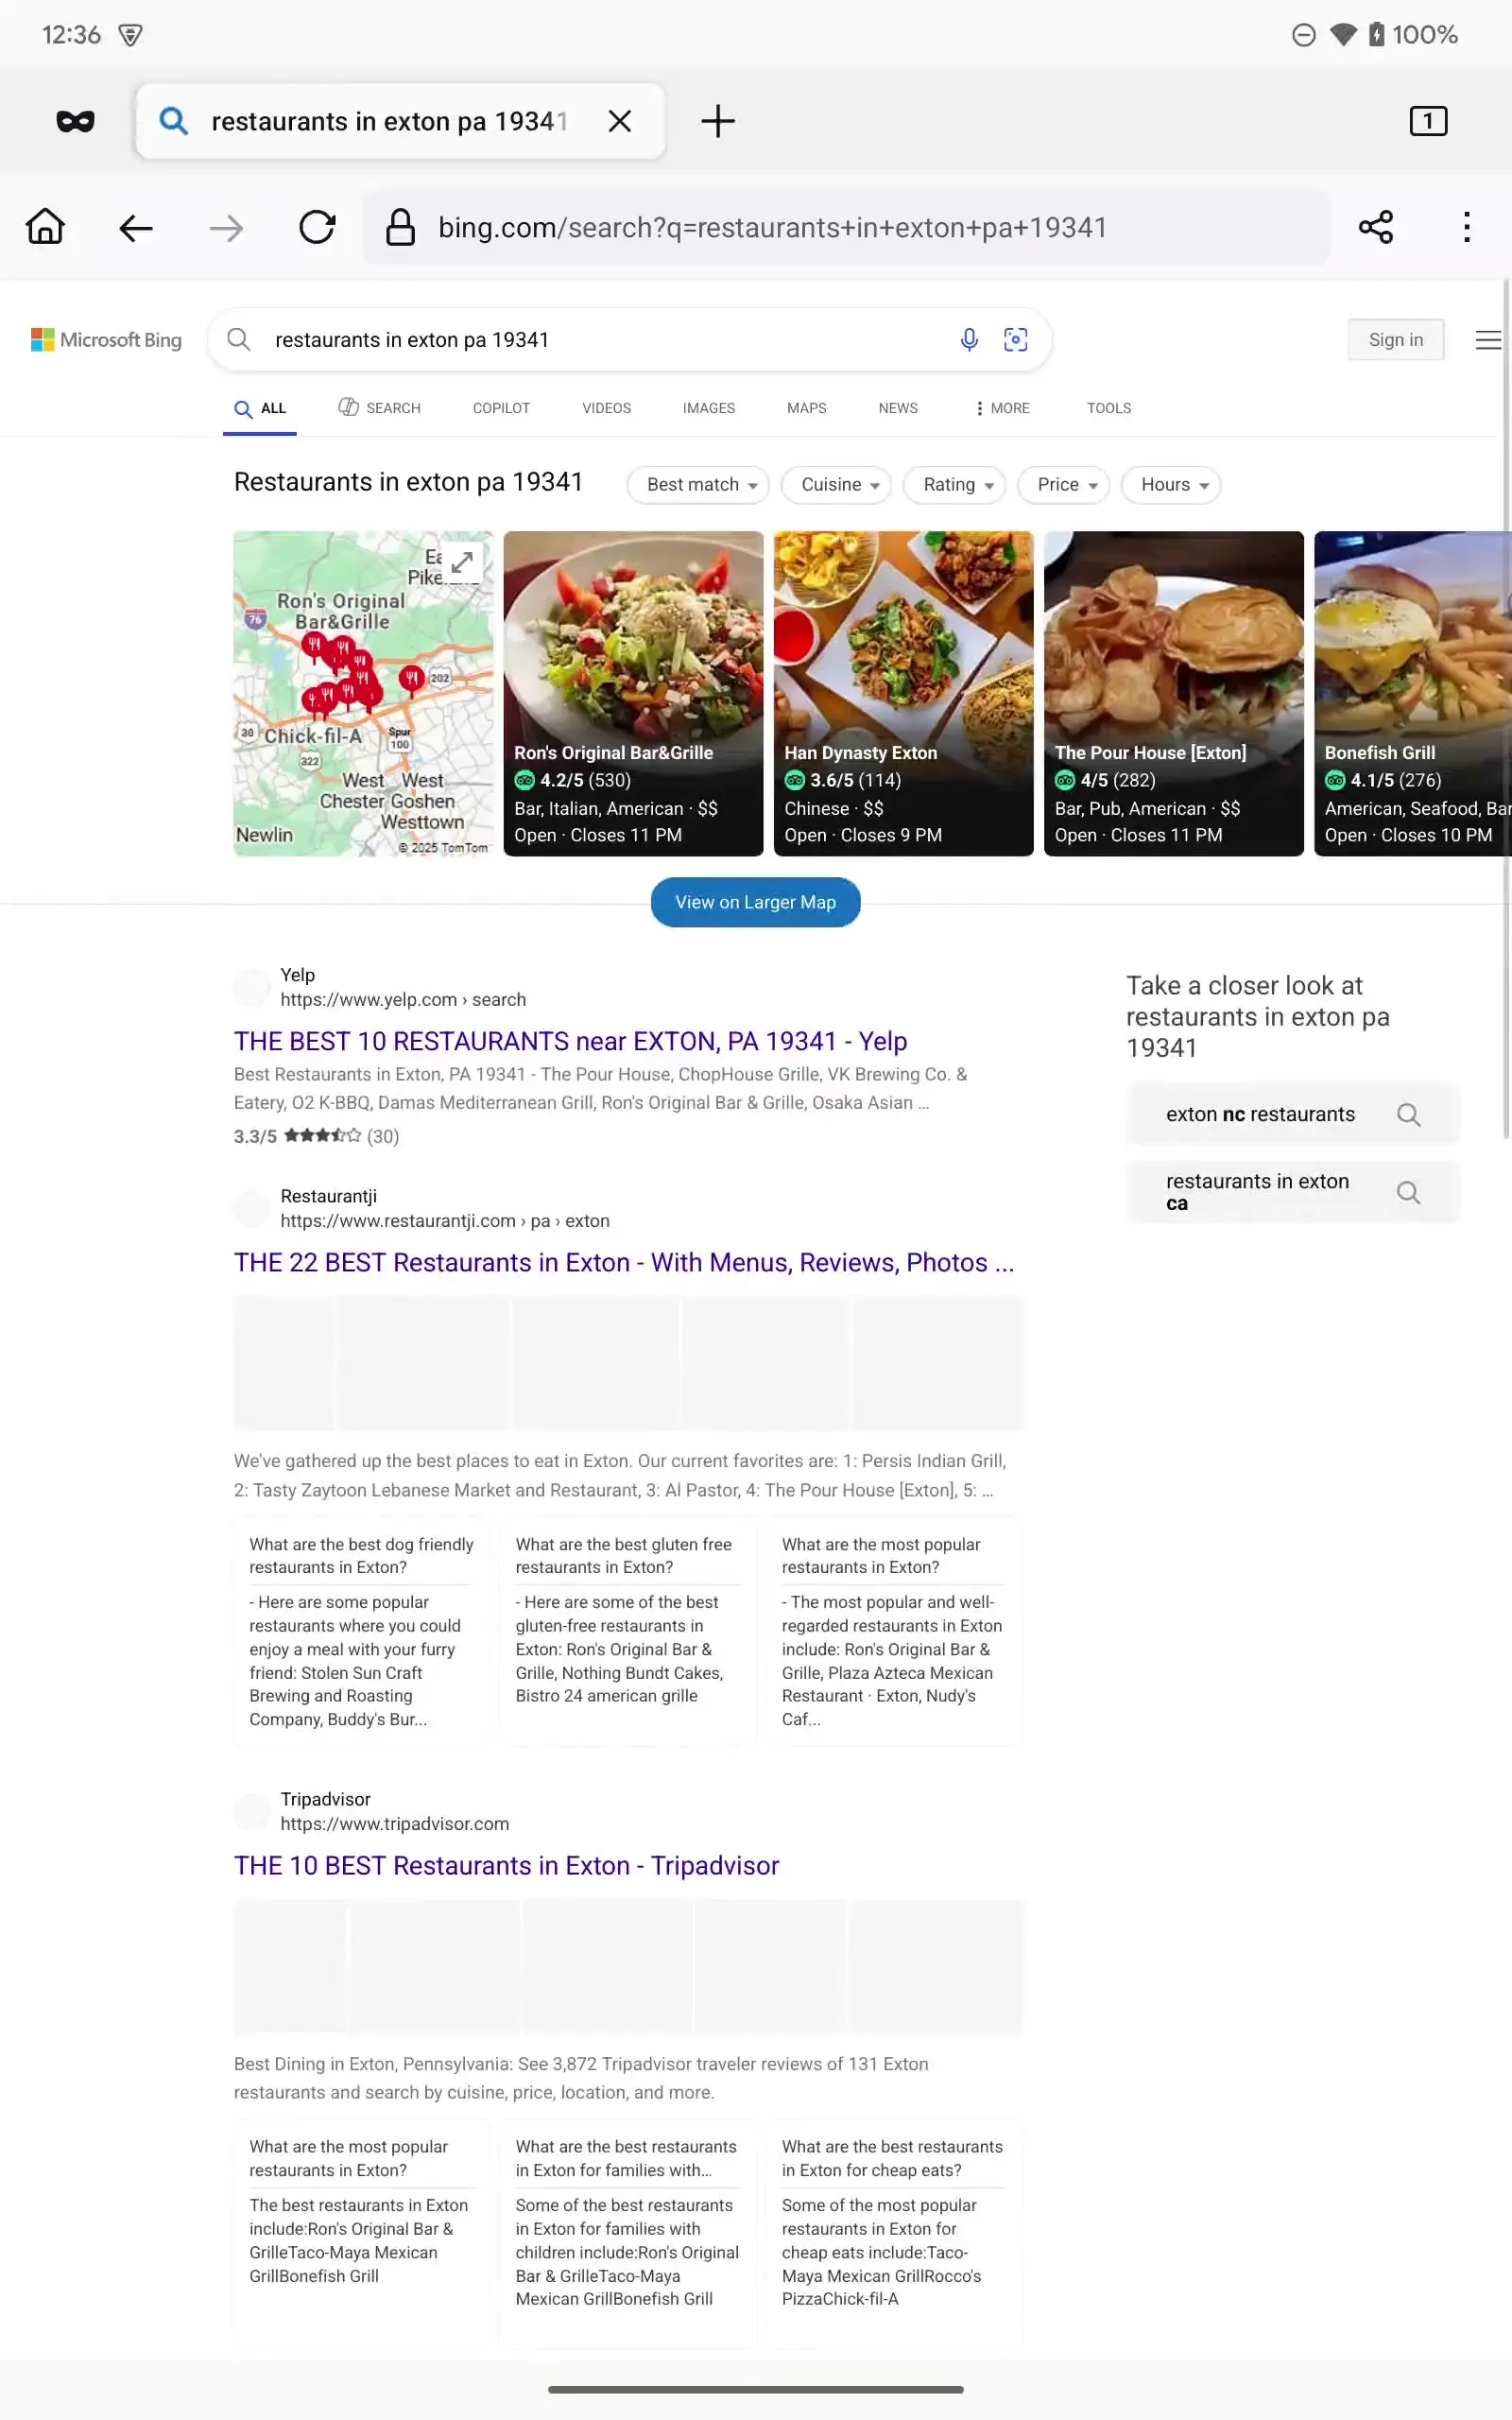 12:36
100%
restaurants in exton pa 19341
1
bing.com/search?q=restaurants+in+exton+pa+19341
Microsoft Bing
restaurants in exton pa 19341
Sign in
ALL
SEARCH
COPILOT
VIDEOS
IMAGES
MAPS
NEWS
MORE
TOOLS
Restaurants in exton pa 19341
Best match
Cuisine
Rating
Price
Hours
Ron's Original
Bar&Grille
76
202
30
Chick-fil-A
Spur
100
322
West West
Chester Goshen
Westtown
Newlin
© 2025 TomTom
Ron's Original Bar&Grille
4.2/5 (530)
Bar, Italian, American · $$
Open · Closes 11 PM
Han Dynasty Exton
3.6/5 (114)
Chinese · $$
Open · Closes 9 PM
The Pour House [Exton]
4/5 (282)
Bar, Pub, American · $$
Open · Closes 11 PM
Bonefish Grill
4.1/5 (276)
American, Seafood, Bar
Open · Closes 10 PM
View on Larger Map
Yelp
https://www.yelp.com › search
THE BEST 10 RESTAURANTS near EXTON, PA 19341 - Yelp
Best Restaurants in Exton, PA 19341 - The Pour House, ChopHouse Grille, VK Brewing Co. &
Eatery, O2 K-BBQ, Damas Mediterranean Grill, Ron's Original Bar & Grille, Osaka Asian ...
3.3/5 (30)
Take a closer look at
restaurants in exton pa
19341
exton nc restaurants
restaurants in exton
ca
Restaurantji
https://www.restaurantji.com › pa › exton
THE 22 BEST Restaurants in Exton - With Menus, Reviews, Photos ...
We've gathered up the best places to eat in Exton. Our current favorites are: 1: Persis Indian Grill,
2: Tasty Zaytoon Lebanese Market and Restaurant, 3: Al Pastor, 4: The Pour House [Exton], 5: ...
What are the best dog friendly
restaurants in Exton?
- Here are some popular
restaurants where you could
enjoy a meal with your furry
friend: Stolen Sun Craft
Brewing and Roasting
Company, Buddy's Bur...
What are the best gluten free
restaurants in Exton?
- Here are some of the best
gluten-free restaurants in
Exton: Ron's Original Bar &
Grille, Nothing Bundt Cakes,
Bistro 24 american grille
What are the most popular
restaurants in Exton?
- The most popular and well-
regarded restaurants in Exton
include: Ron's Original Bar &
Grille, Plaza Azteca Mexican
Restaurant · Exton, Nudy's
Caf...
Tripadvisor
https://www.tripadvisor.com
THE 10 BEST Restaurants in Exton - Tripadvisor
Best Dining in Exton, Pennsylvania: See 3,872 Tripadvisor traveler reviews of 131 Exton
restaurants and search by cuisine, price, location, and more.
What are the most popular
restaurants in Exton?
The best restaurants in Exton
include:Ron's Original Bar &
GrilleTaco-Maya Mexican
GrillBonefish Grill
What are the best restaurants
in Exton for families with...
Some of the best restaurants
in Exton for families with
children include:Ron's Original
Bar & GrilleTaco-Maya
Mexican GrillBonefish Grill
What are the best restaurants
in Exton for cheap eats?
Some of the most popular
restaurants in Exton for
cheap eats include:Taco-
Maya Mexican GrillRocco's
PizzaChick-fil-A